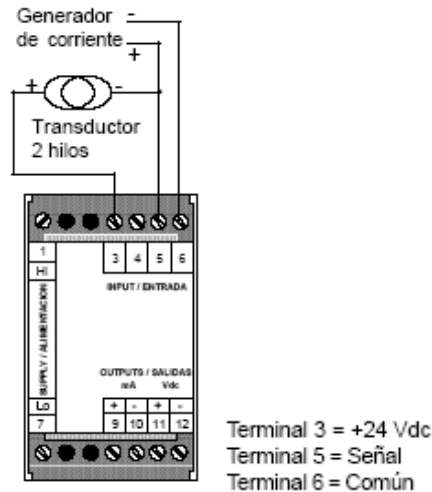 Generador -
de corriente
+
+ -
Transductor
2 hilos
1
3 4 5 6
HI
INPUT / ENTRADA
SUPPLY / ALIMENTACION
OUTPUTS / SALIDAS
mA Vdc
Lo + - + -
7 9 10 11 12
Terminal 3 = +24 Vdc
Terminal 5 = Señal
Terminal 6 = Común